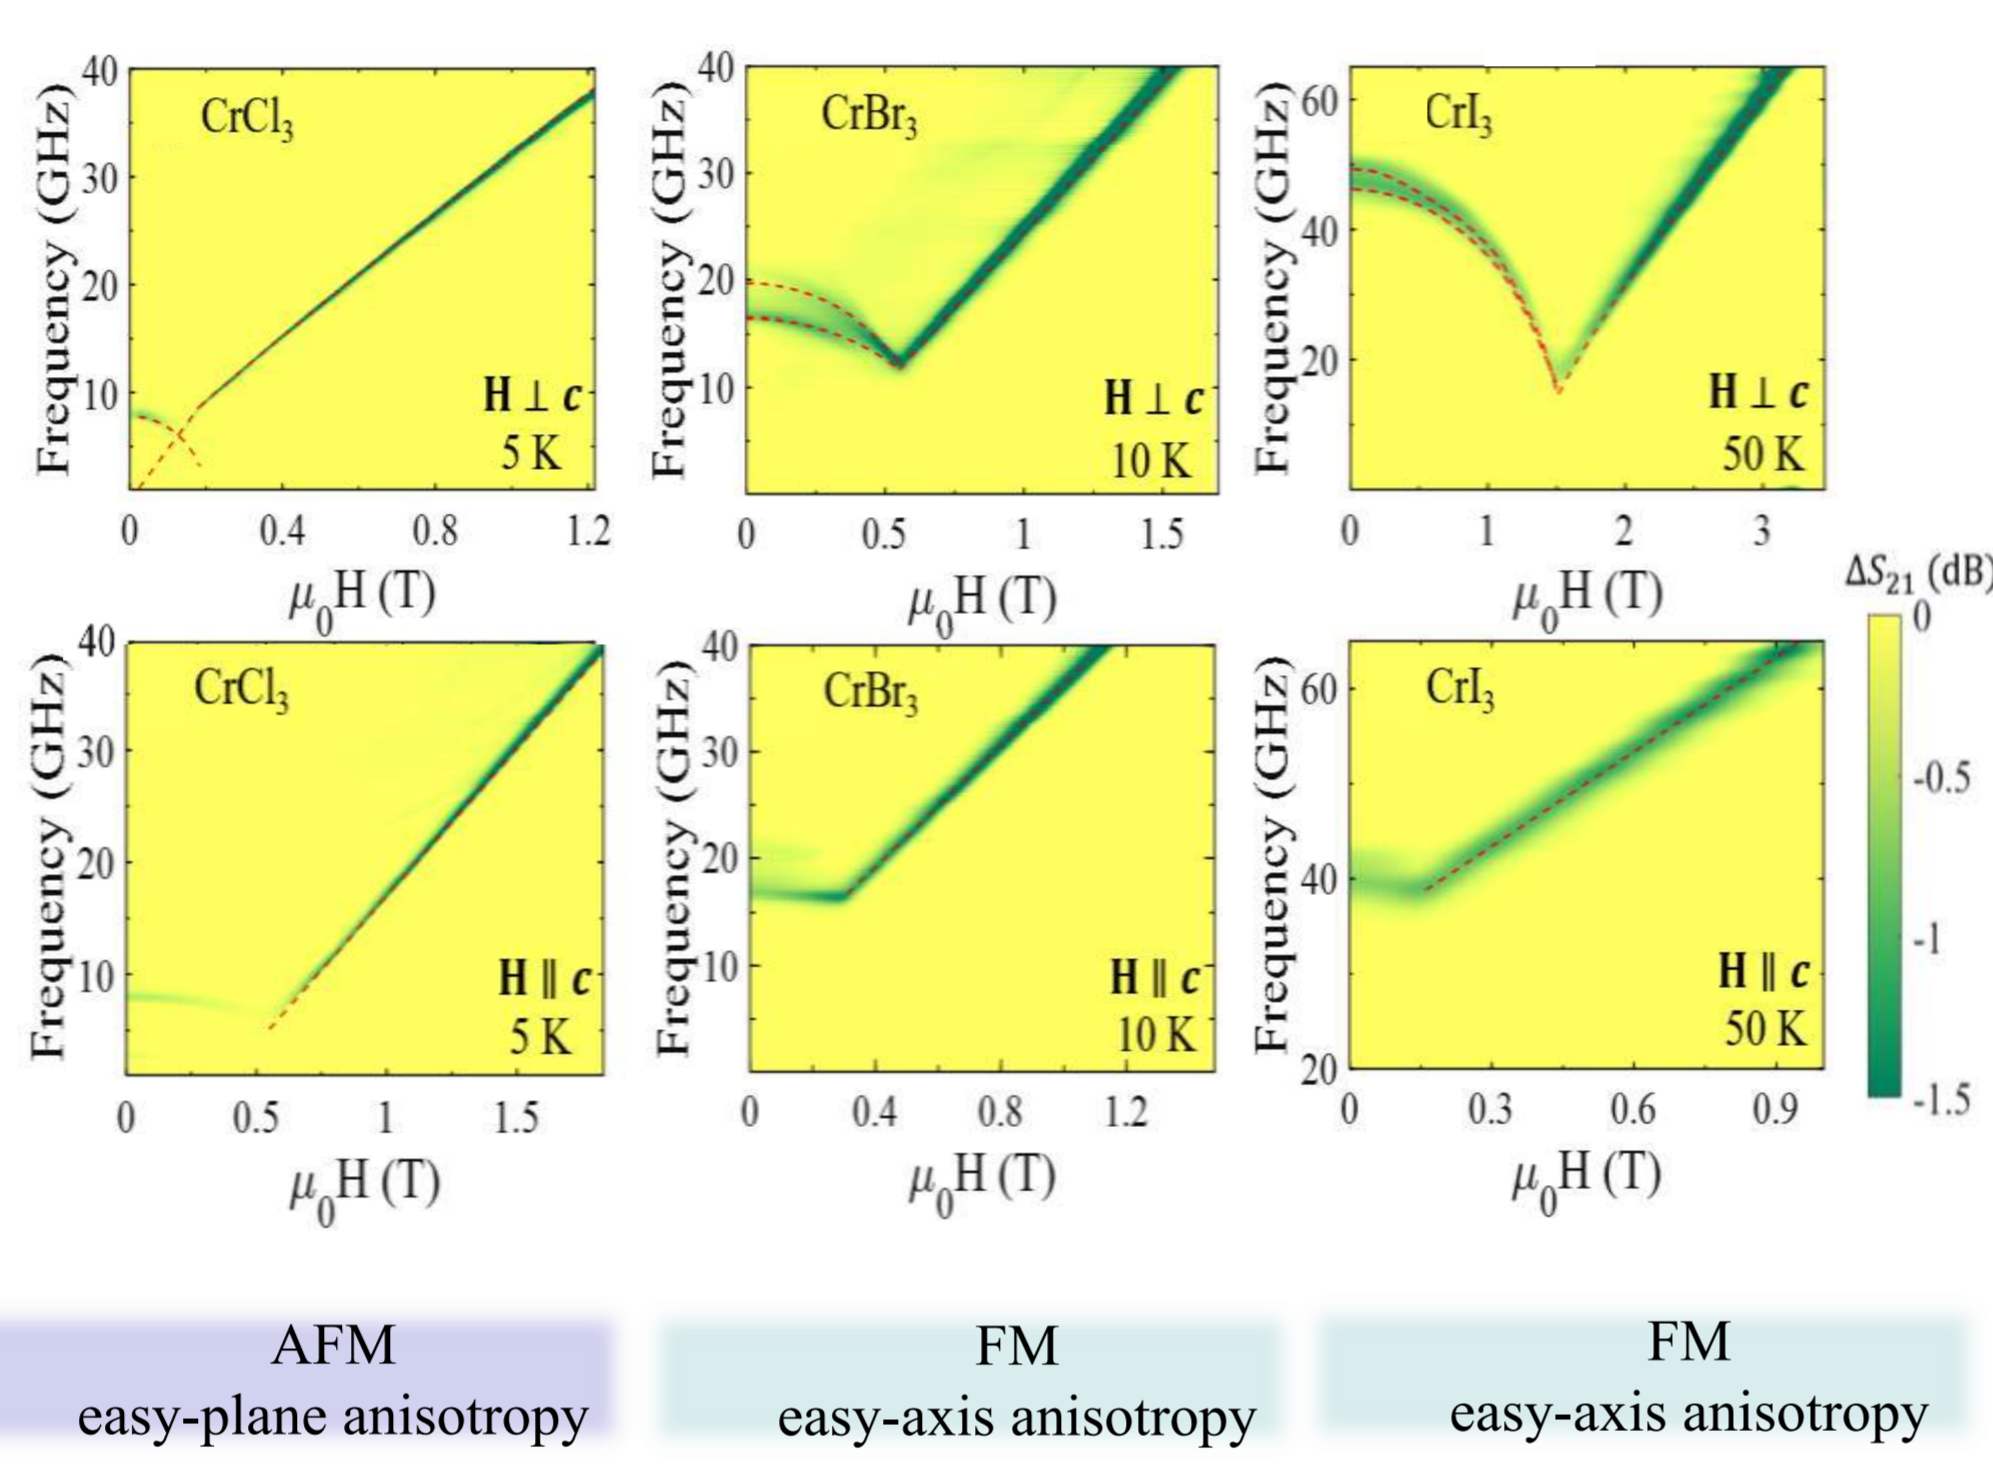 40
30
20
10
Frequency (GHz)
CrCl₃
H ⊥ c
5 K
0 0.4 0.8 1.2
μ₀H (T)
40
30
20
10
Frequency (GHz)
CrBr₃
H ⊥ c
10 K
0 0.5 1 1.5
μ₀H (T)
60
40
20
Frequency (GHz)
CrI₃
H ⊥ c
50 K
0 1 2 3
μ₀H (T)
ΔS₂₁ (dB)
0
-0.5
-1
-1.5
40
30
20
10
Frequency (GHz)
CrCl₃
H ∥ c
5 K
0 0.5 1 1.5
μ₀H (T)
40
30
20
10
Frequency (GHz)
CrBr₃
H ∥ c
10 K
0 0.4 0.8 1.2
μ₀H (T)
60
40
20
Frequency (GHz)
CrI₃
H ∥ c
50 K
0 0.3 0.6 0.9
μ₀H (T)
AFM
easy-plane anisotropy
FM
easy-axis anisotropy
FM
easy-axis anisotropy